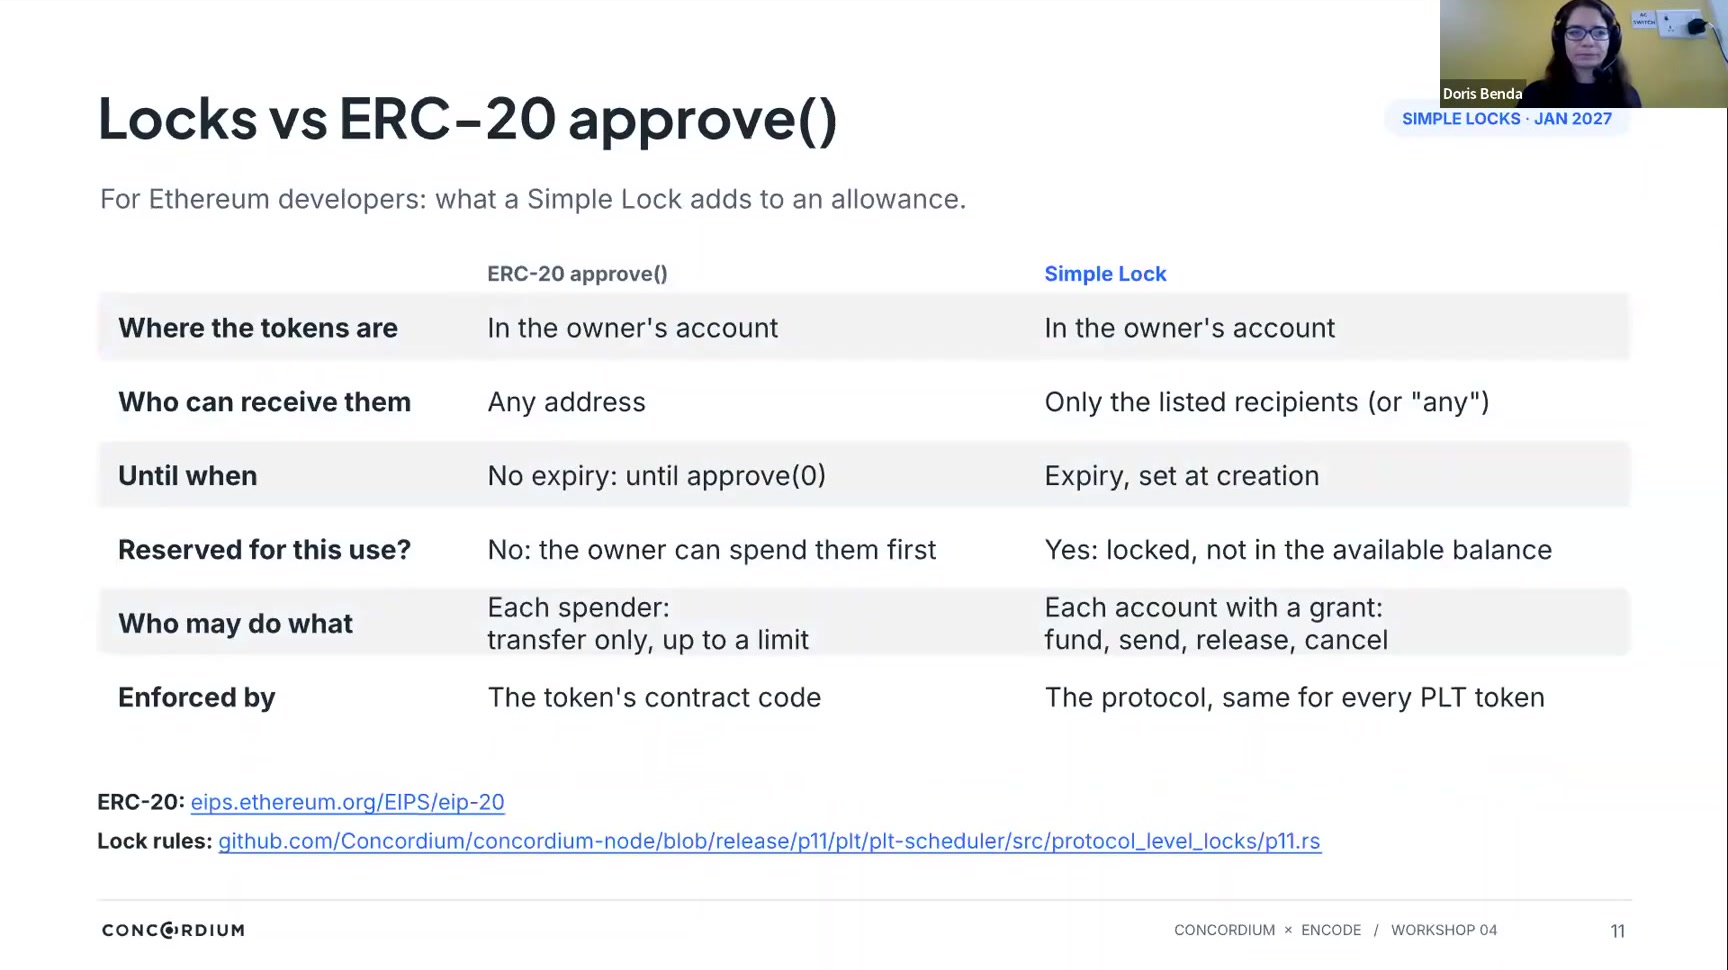 AC
SWITCH
Doris Benda
Locks vs ERC-20 approve()
SIMPLE LOCKS · JAN 2027
For Ethereum developers: what a Simple Lock adds to an allowance.
ERC-20 approve()
Simple Lock
Where the tokens are
In the owner's account
In the owner's account
Who can receive them
Any address
Only the listed recipients (or "any")
Until when
No expiry: until approve(0)
Expiry, set at creation
Reserved for this use?
No: the owner can spend them first
Yes: locked, not in the available balance
Who may do what
Each spender:
transfer only, up to a limit
Each account with a grant:
fund, send, release, cancel
Enforced by
The token's contract code
The protocol, same for every PLT token
ERC-20: eips.ethereum.org/EIPS/eip-20
Lock rules: github.com/Concordium/concordium-node/blob/release/p11/plt/plt-scheduler/src/protocol_level_locks/p11.rs
CONCORDIUM
CONCORDIUM × ENCODE / WORKSHOP 04
11